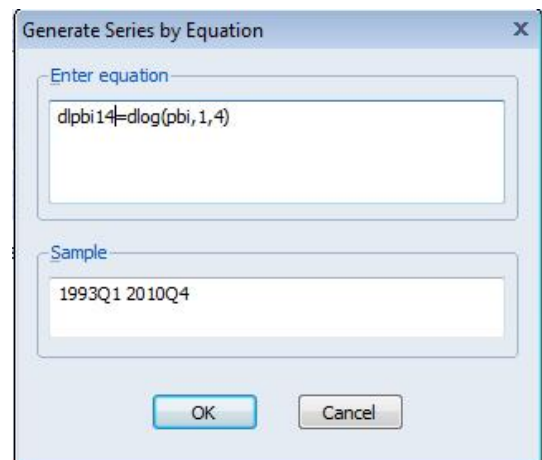 Generate Series by Equation
x
Enter equation
dlpbi14=dlog(pbi,1,4)
Sample
1993Q1 2010Q4
OK
Cancel